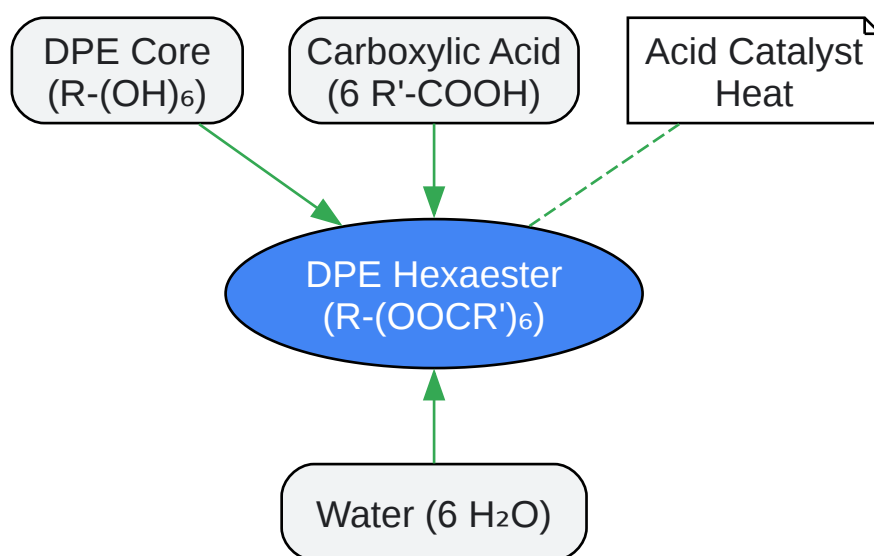 DPE Core
(R-(OH)₆)
Carboxylic Acid
(6 R'-COOH)
Acid Catalyst
Heat
DPE Hexaester
(R-(OOCR')₆)
Water (6 H₂O)